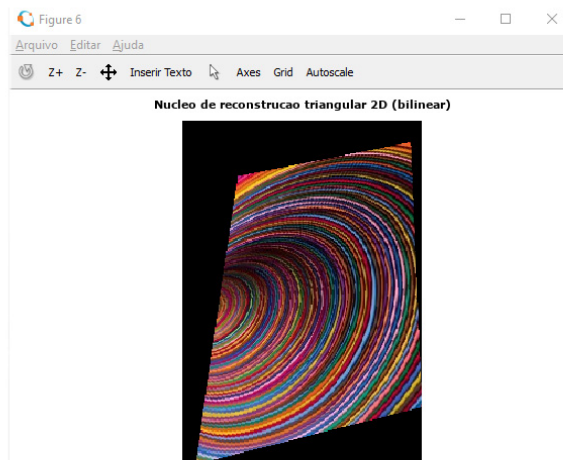 Figure 6
Arquivo Editar Ajuda
Z+ Z- Inserir Texto Axes Grid Autoscale
Nucleo de reconstrucao triangular 2D (bilinear)